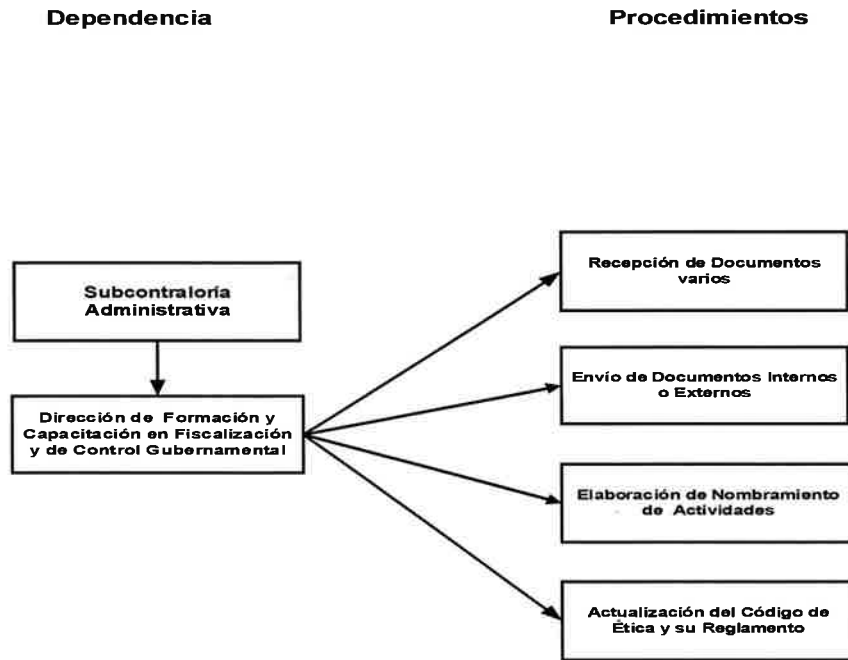 Dependencia
Procedimientos
Subcontraloría
Administrativa
Dirección de Formación y
Capacitación en Fiscalización
y de Control Gubernamental
Recepción de Documentos
varios
Envío de Documentos Internos
o Externos
Elaboración de Nombramiento
de Actividades
Actualización del Código de
Ética y su Reglamento